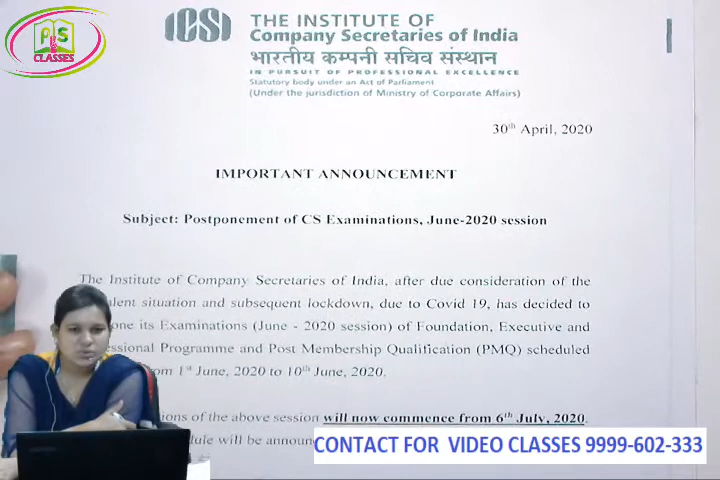 PS
CLASSES
ICSI
THE INSTITUTE OF
Company Secretaries of India
भारतीय कम्पनी सचिव संस्थान
IN PURSUIT OF PROFESSIONAL EXCELLENCE
Statutory body under an Act of Parliament
(Under the jurisdiction of Ministry of Corporate Affairs)
30th April, 2020
IMPORTANT ANNOUNCEMENT
Subject: Postponement of CS Examinations, June-2020 session
The Institute of Company Secretaries of India, after due consideration of the
situation and subsequent lockdown, due to Covid 19, has decided to
its Examinations (June - 2020 session) of Foundation, Executive and
Programme and Post Membership Qualification (PMQ) scheduled
1st June, 2020 to 10th June, 2020.
of the above session will now commence from 6th July, 2020.
will be
CONTACT FOR VIDEO CLASSES 9999-602-333